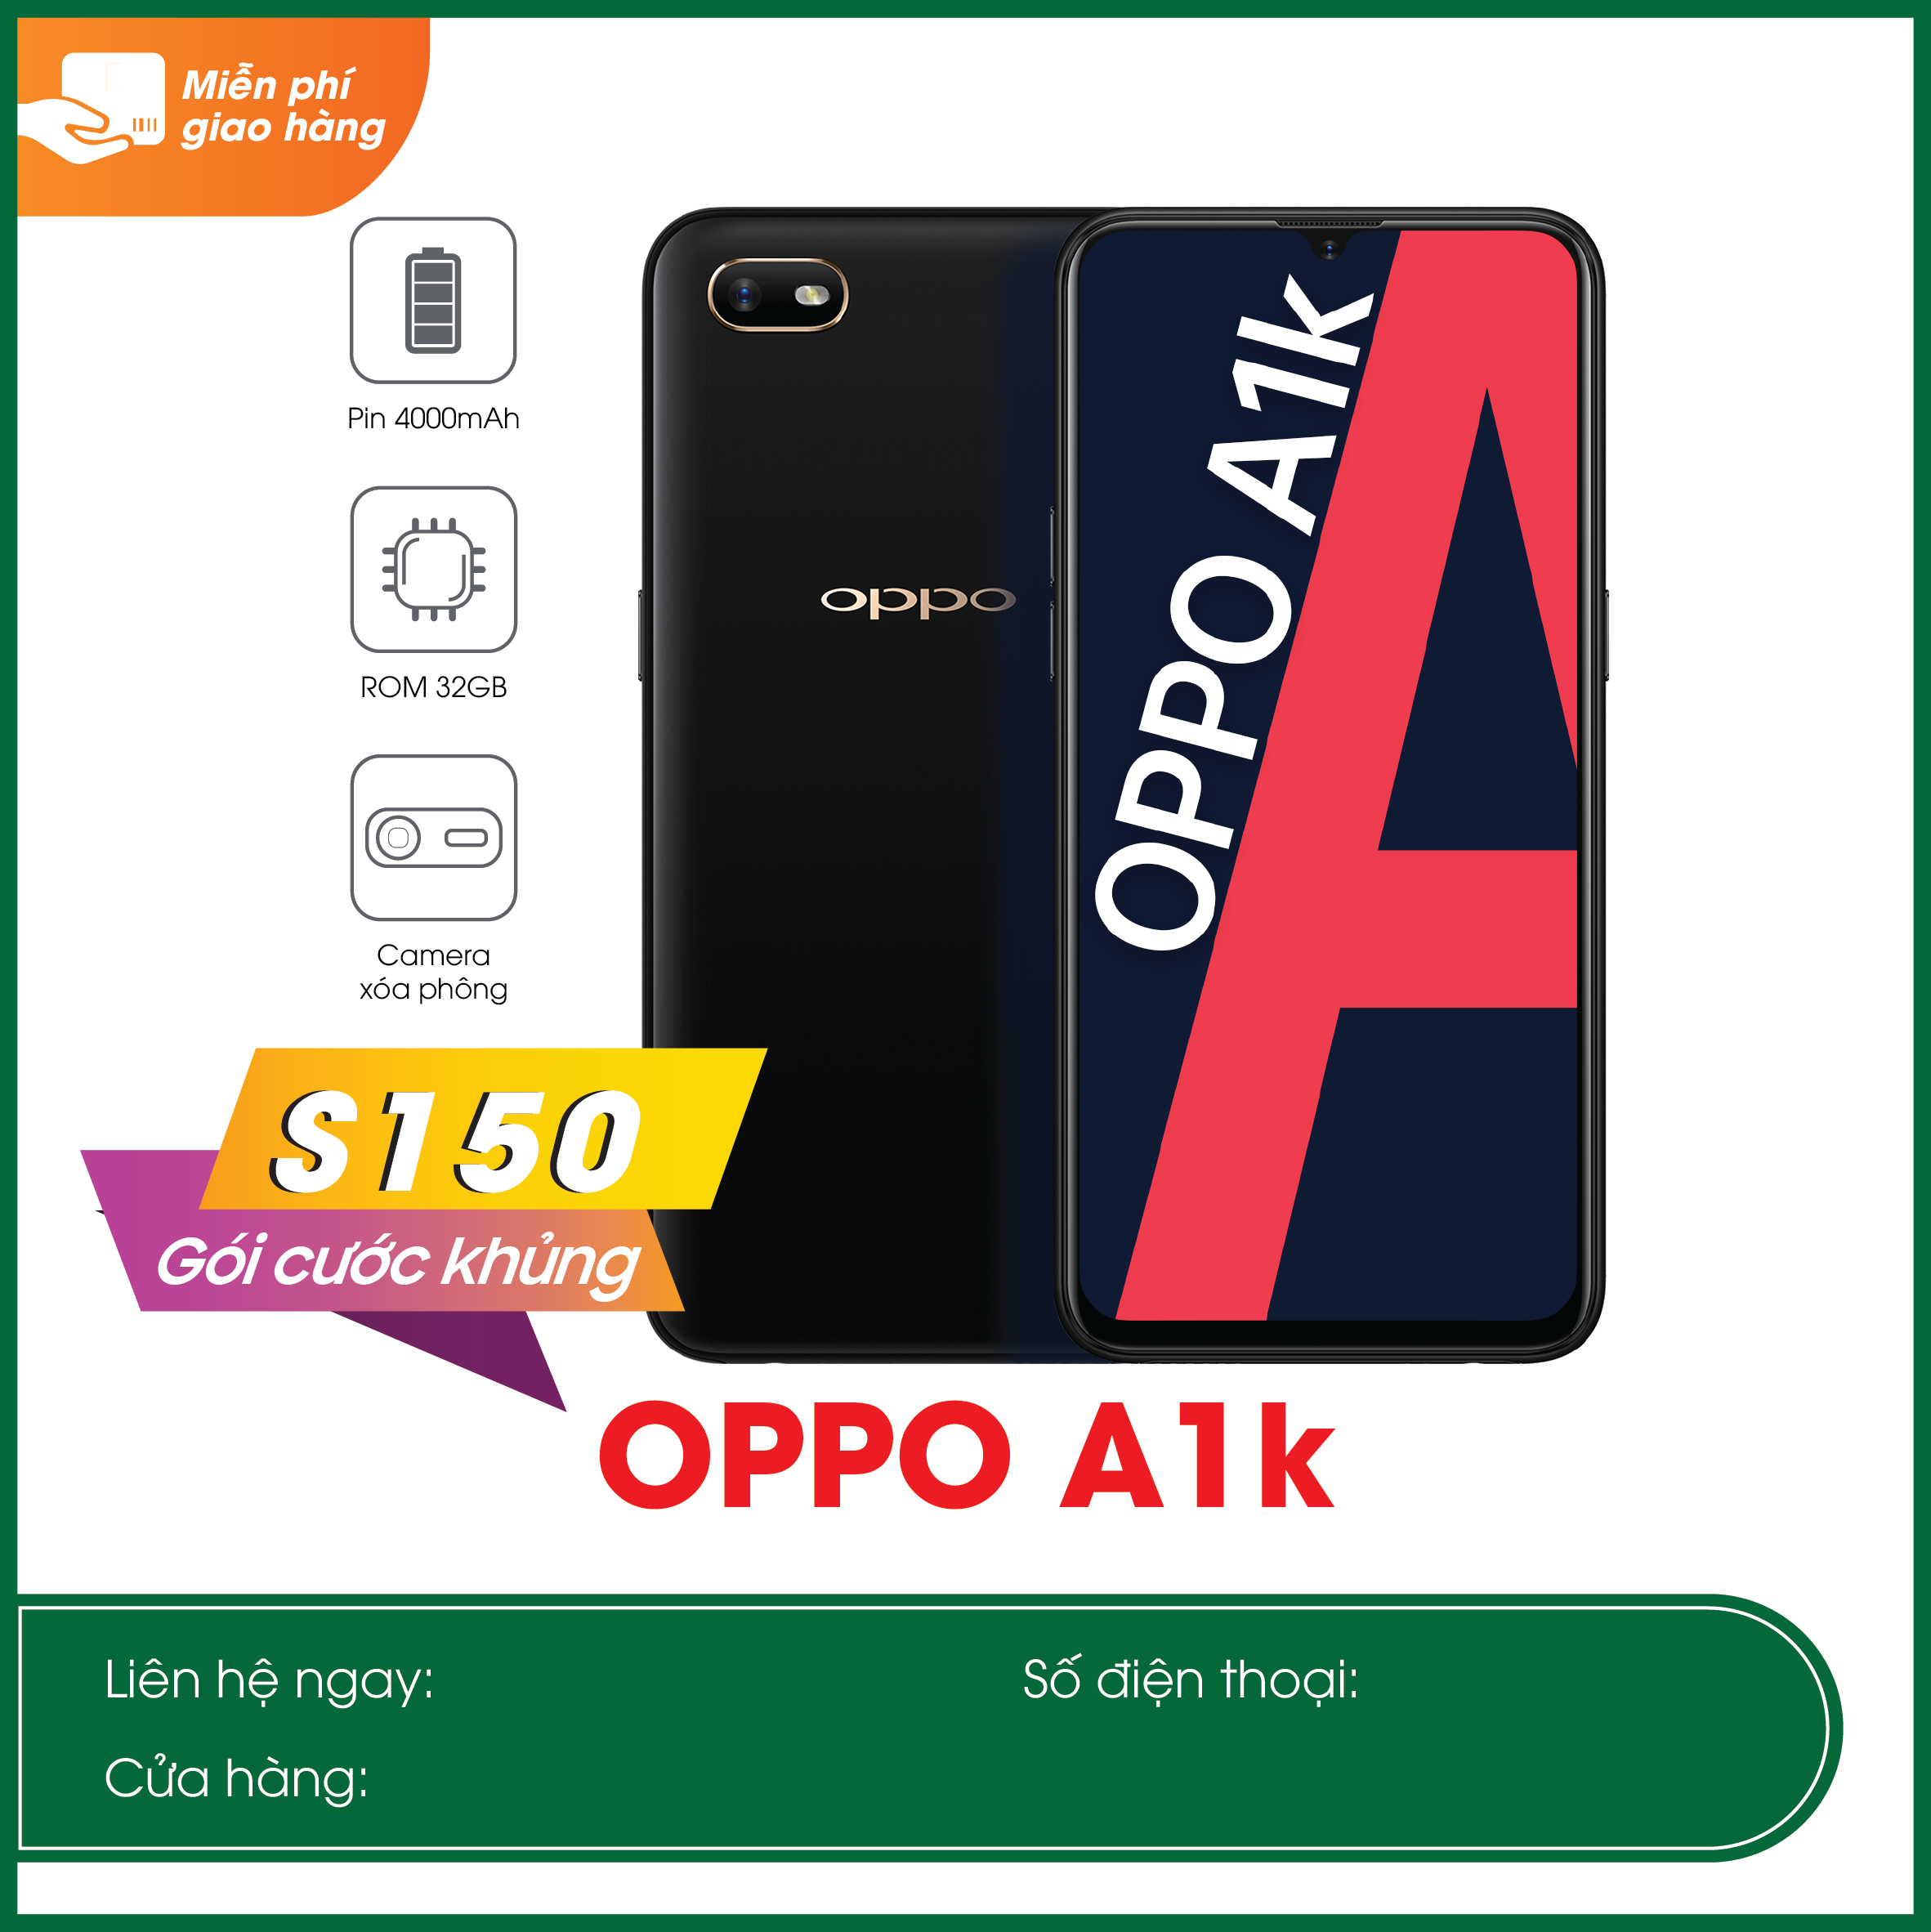 Miễn phí
giao hàng
Pin 4000mAh
ROM 32GB
Camera
xóa phông
oppo
OPPO A1k
S150
Gói cước khủng
OPPO A1k
Liên hệ ngay:
Số điện thoại:
Cửa hàng: